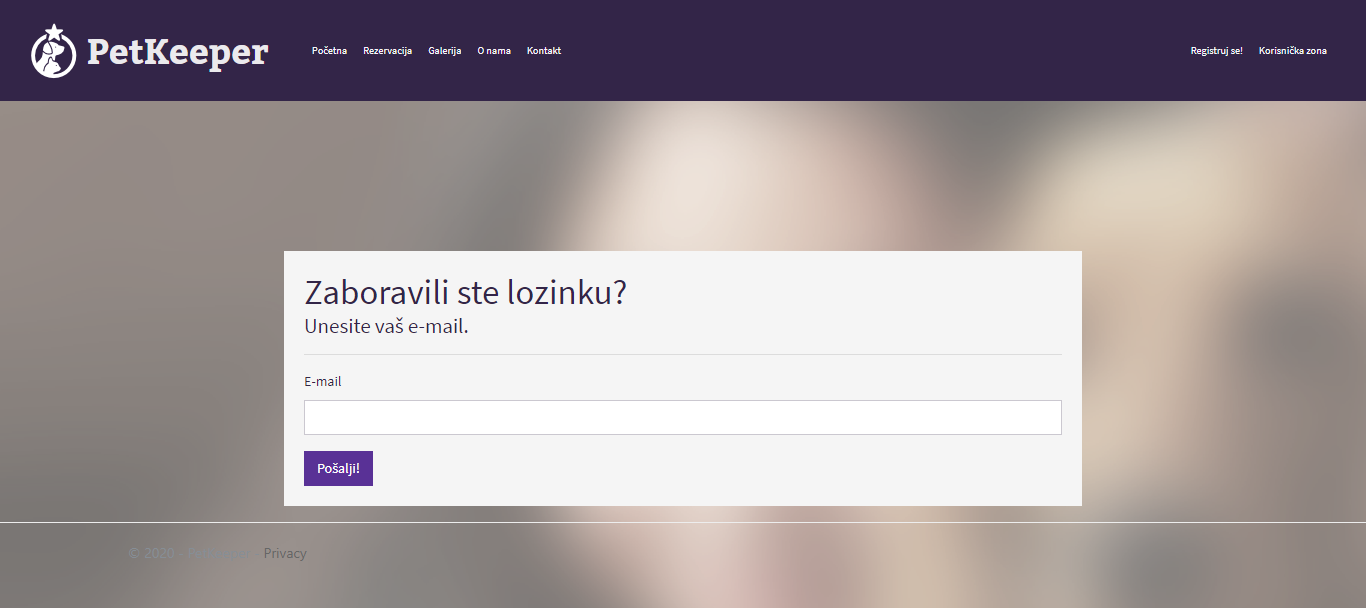 PetKeeper
Početna Rezervacija Galerija O nama Kontakt
Registruj se! Korisnička zona
Zaboravili ste lozinku?
Unesite vaš e-mail.
E-mail
Pošalji!
© 2020 - PetKeeper - Privacy